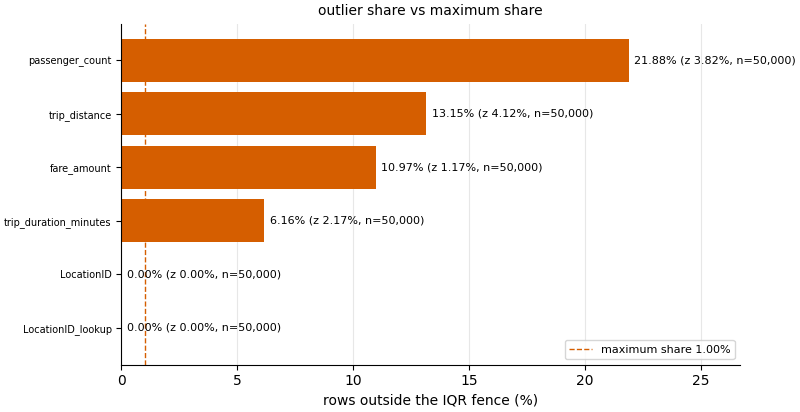 outlier share vs maximum share
passenger_count
21.88% (z 3.82%, n=50,000)
trip_distance
13.15% (z 4.12%, n=50,000)
fare_amount
10.97% (z 1.17%, n=50,000)
trip_duration_minutes
6.16% (z 2.17%, n=50,000)
LocationID
0.00% (z 0.00%, n=50,000)
LocationID_lookup
0.00% (z 0.00%, n=50,000)
maximum share 1.00%
0 5 10 15 20 25
rows outside the IQR fence (%)